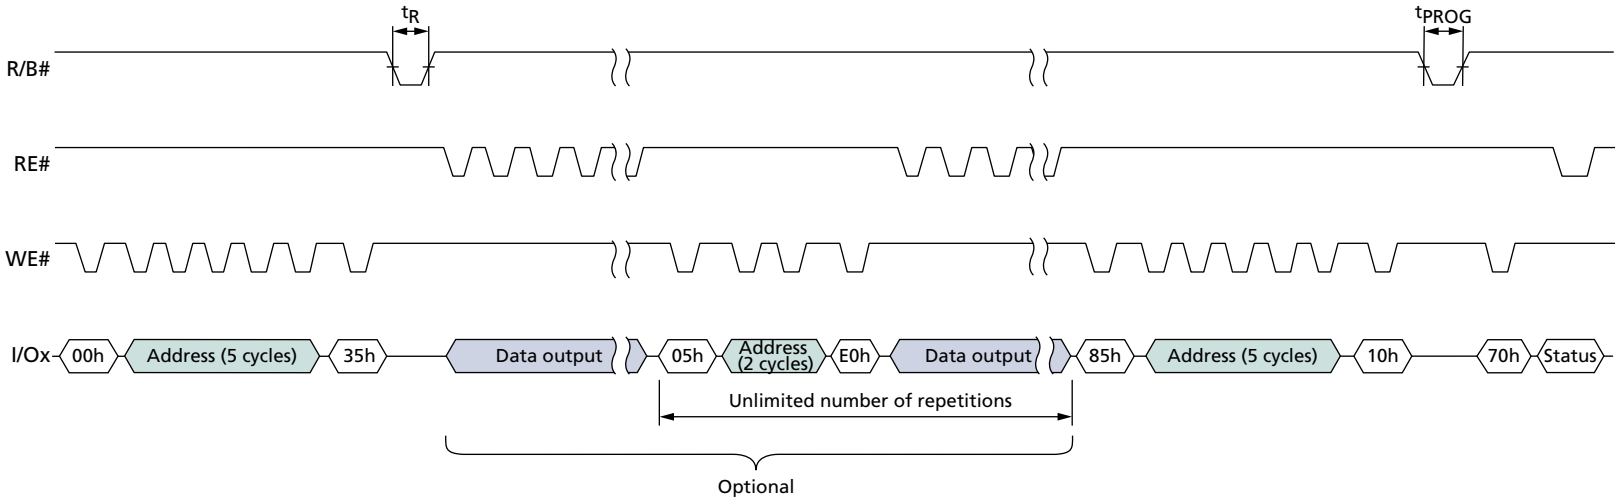 tR
tPROG
R/B#
RE#
WE#
I/Ox
00h
Address (5 cycles)
35h
Data output
05h
Address
(2 cycles)
E0h
Data output
85h
Address (5 cycles)
10h
70h
Status
Unlimited number of repetitions
Optional